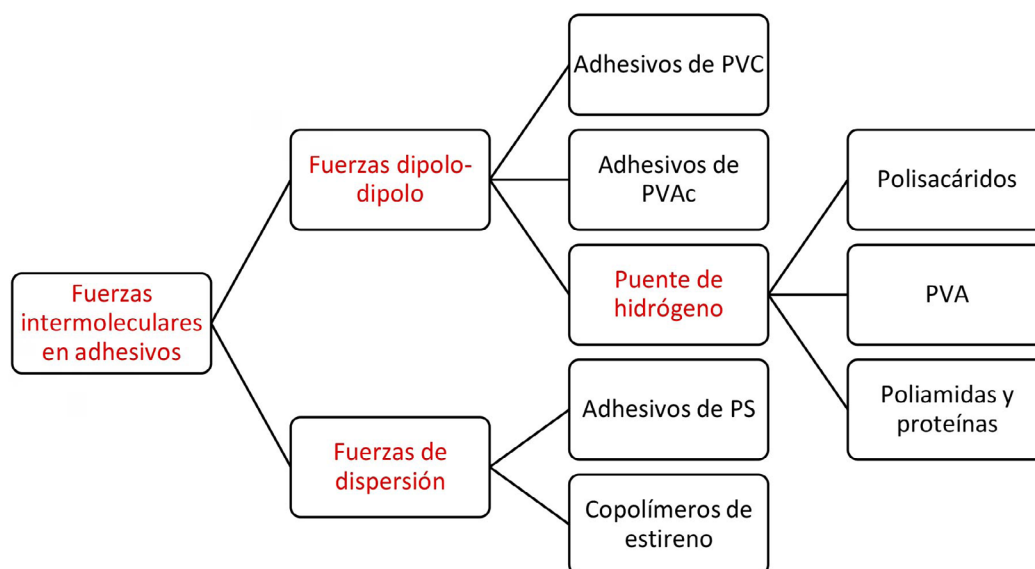 Adhesivos de PVC
Fuerzas dipolo-
dipolo
Adhesivos de
PVAc
Polisacáridos
Fuerzas
intermoleculares
en adhesivos
Puente de
hidrógeno
PVA
Adhesivos de PS
Poliamidas y
proteínas
Fuerzas de
dispersión
Copolímeros de
estireno